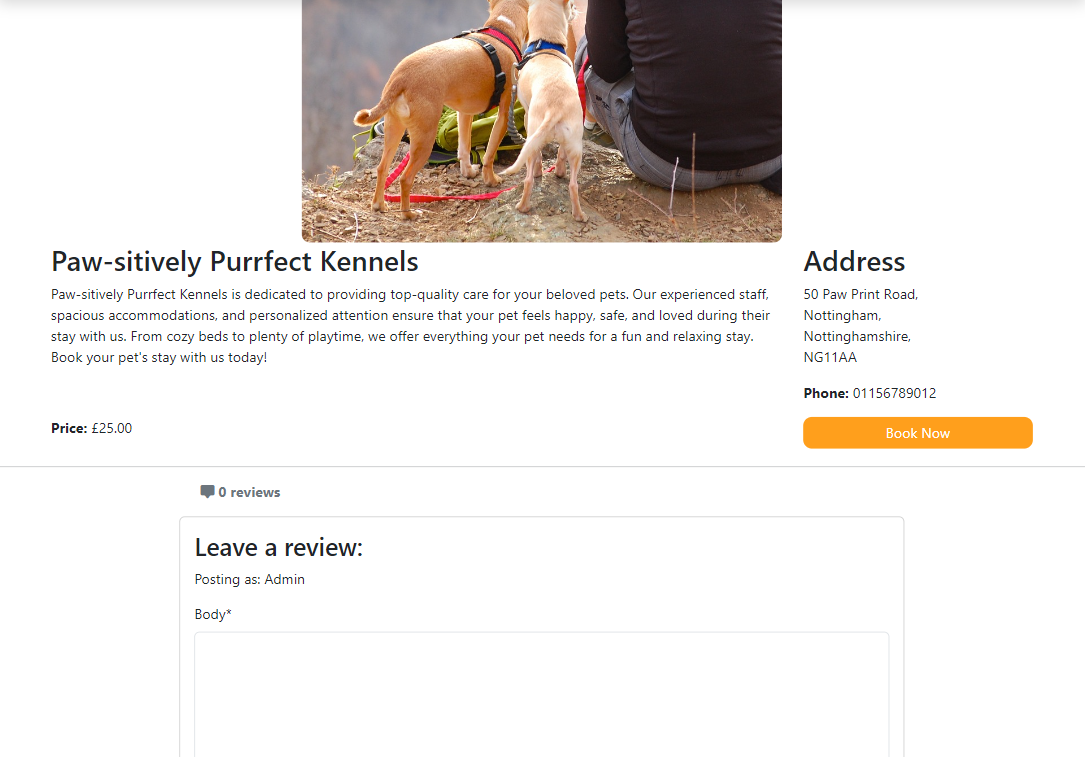 Paw-sitively Purrfect Kennels
Paw-sitively Purrfect Kennels is dedicated to providing top-quality care for your beloved pets. Our experienced staff,
spacious accommodations, and personalized attention ensure that your pet feels happy, safe, and loved during their
stay with us. From cozy beds to plenty of playtime, we offer everything your pet needs for a fun and relaxing stay.
Book your pet's stay with us today!
Price: £25.00
Address
50 Paw Print Road,
Nottingham,
Nottinghamshire,
NG11AA
Phone: 01156789012
Book Now
0 reviews
Leave a review:
Posting as: Admin
Body*